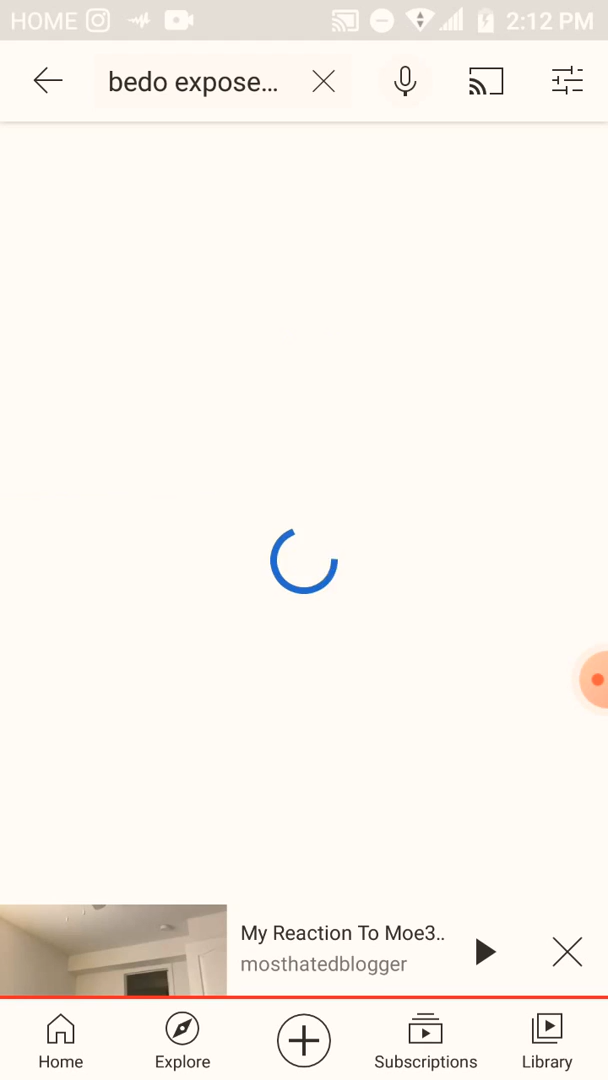 HOME 2:12 PM
bedo expose...
My Reaction To Moe3..
mosthatedblogger
Home Explore Subscriptions Library